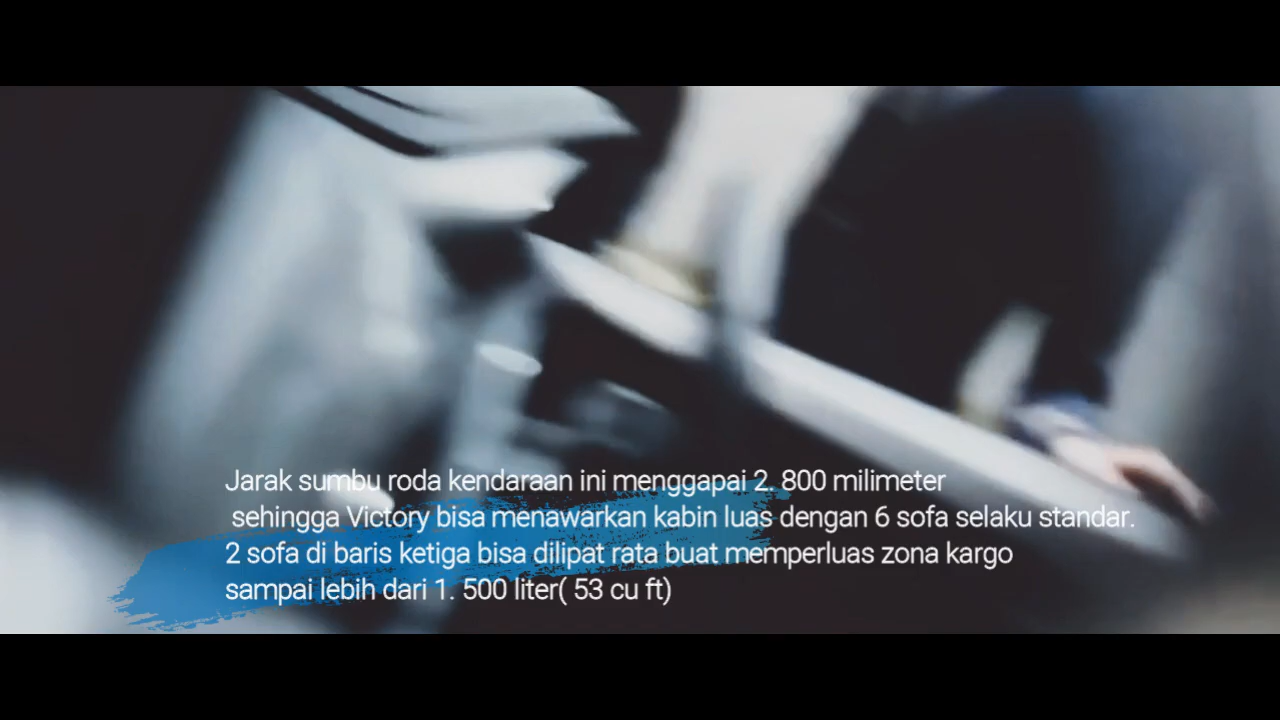 Jarak sumbu roda kendaraan ini menggapai 2. 800 milimeter
sehingga Victory bisa menawarkan kabin luas dengan 6 sofa selaku standar.
2 sofa di baris ketiga bisa dilipat rata buat memperluas zona kargo
sampai lebih dari 1. 500 liter( 53 cu ft)